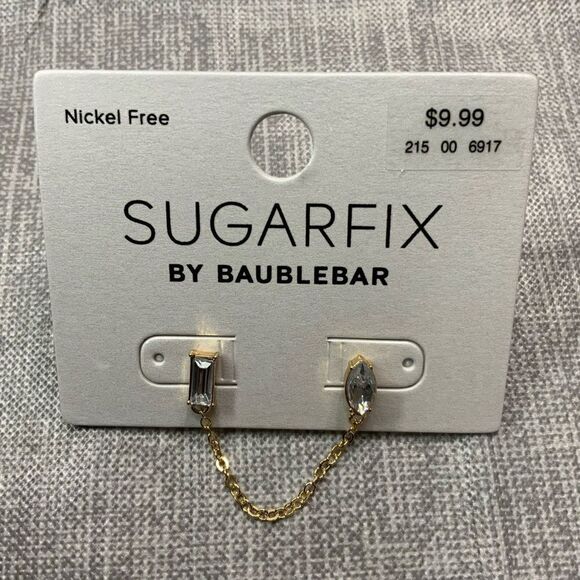 Nickel Free
$9.99
215 00 6917
SUGARFIX
BY BAUBLEBAR